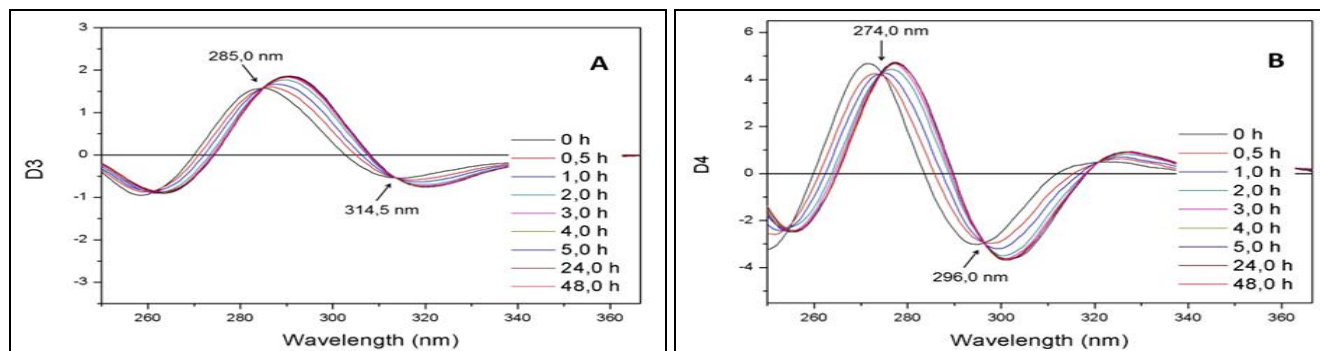 A
285,0 nm
314,5 nm
D3
3
2
1
0
-1
-2
-3
0 h
0,5 h
1,0 h
2,0 h
3,0 h
4,0 h
5,0 h
24,0 h
48,0 h
260 280 300 320 340 360
Wavelength (nm)
B
274,0 nm
296,0 nm
D4
6
4
2
0
-2
-4
0 h
0,5 h
1,0 h
2,0 h
3,0 h
4,0 h
5,0 h
24,0 h
48,0 h
260 280 300 320 340 360
Wavelength (nm)